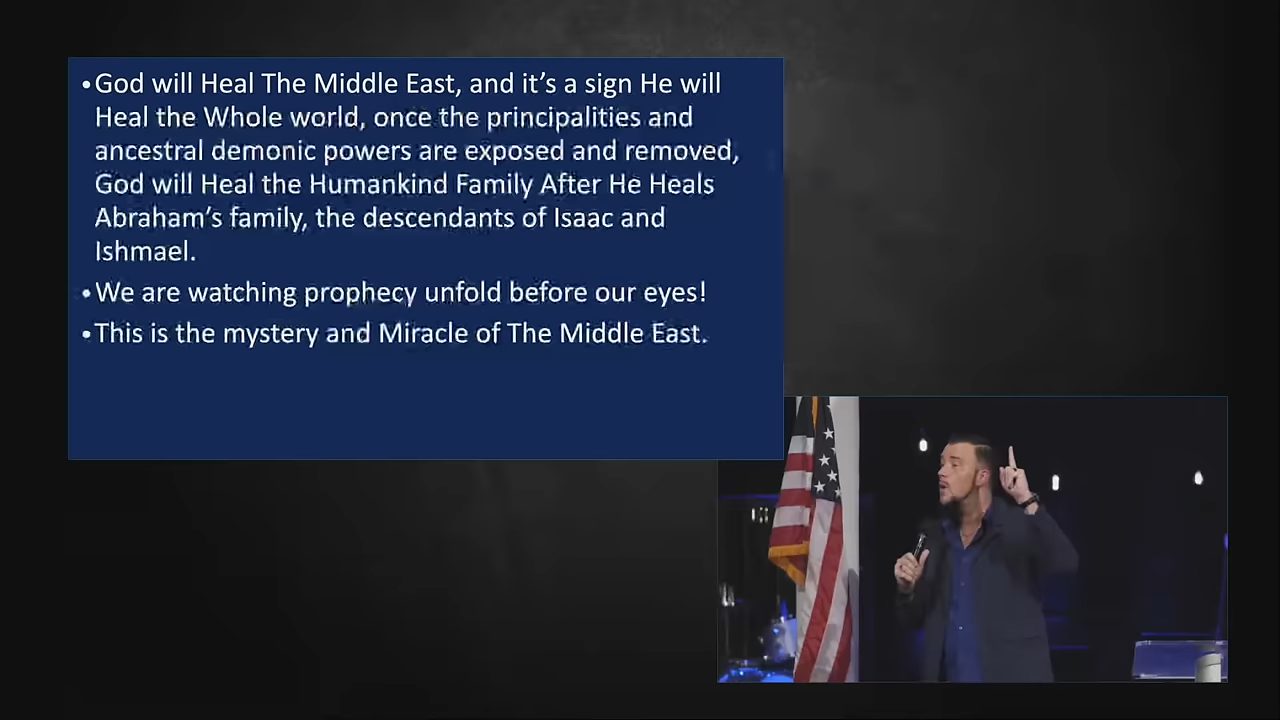 •God will Heal The Middle East, and it’s a sign He will
Heal the Whole world, once the principalities and
ancestral demonic powers are exposed and removed,
God will Heal the Humankind Family After He Heals
Abraham’s family, the descendants of Isaac and
Ishmael.
•We are watching prophecy unfold before our eyes!
•This is the mystery and Miracle of The Middle East.